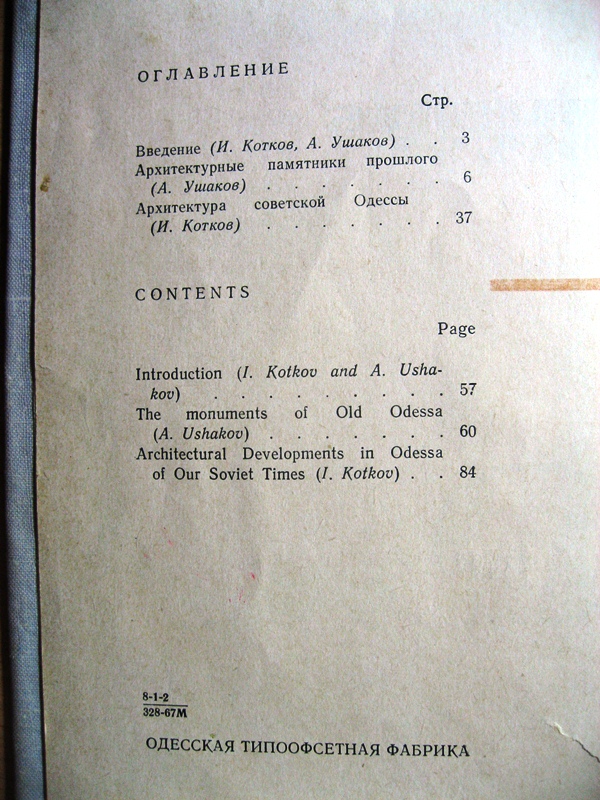 ОГЛАВЛЕНИЕ
Стр.
Введение (И. Котков, А. Ушаков) . . 3
Архитектурные памятники прошлого
(А. Ушаков) . . . . . . . 6
Архитектура советской Одессы
(И. Котков) . . . . . . . 37
CONTENTS
Page
Introduction (I. Kotkov and A. Usha-
kov) . . . . . . . . . 57
The monuments of Old Odessa
(A. Ushakov) . . . . . . . 60
Architectural Developments in Odessa
of Our Soviet Times (I. Kotkov) . . 84
8-1-2
328-67М
ОДЕССКАЯ ТИПООФСЕТНАЯ ФАБРИКА